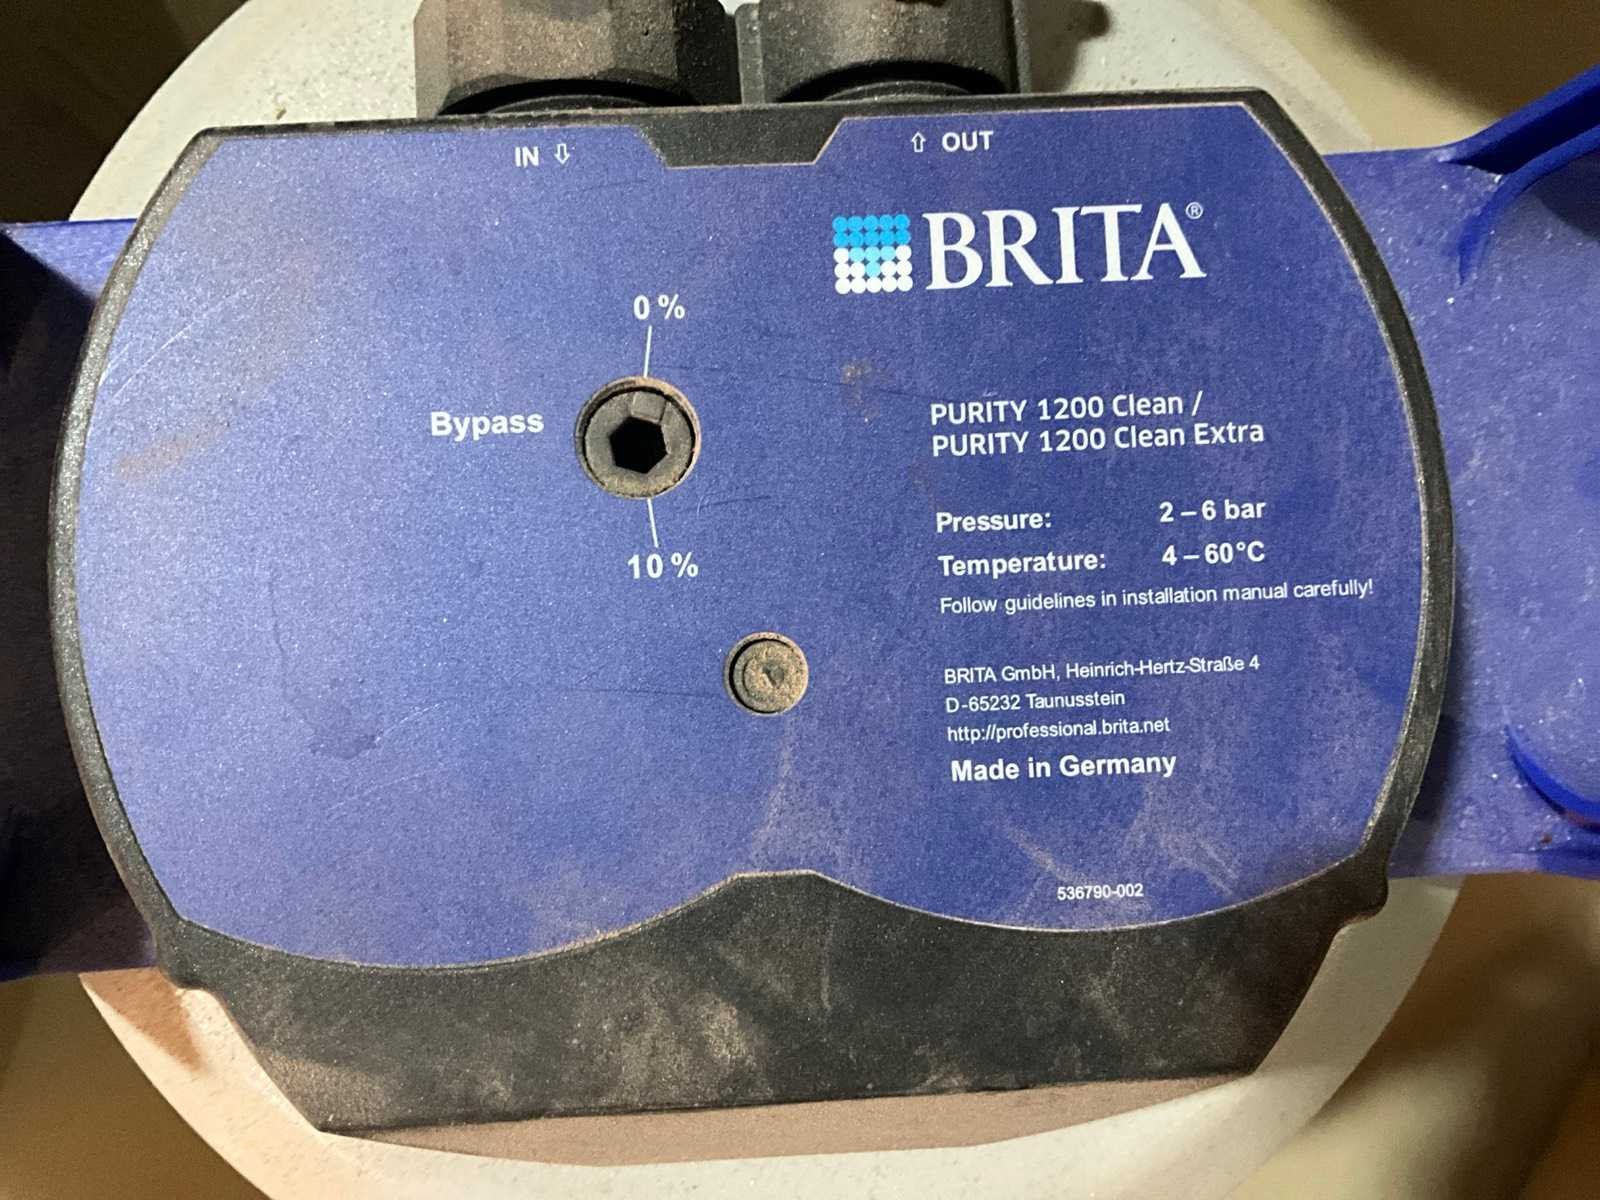 IN ⇩
⇧ OUT
BRITA®
0 %
Bypass
10 %
PURITY 1200 Clean /
PURITY 1200 Clean Extra
Pressure: 2 – 6 bar
Temperature: 4 – 60°C
Follow guidelines in installation manual carefully!
BRITA GmbH, Heinrich-Hertz-Straße 4
D-65232 Taunusstein
http://professional.brita.net
Made in Germany
536790-002